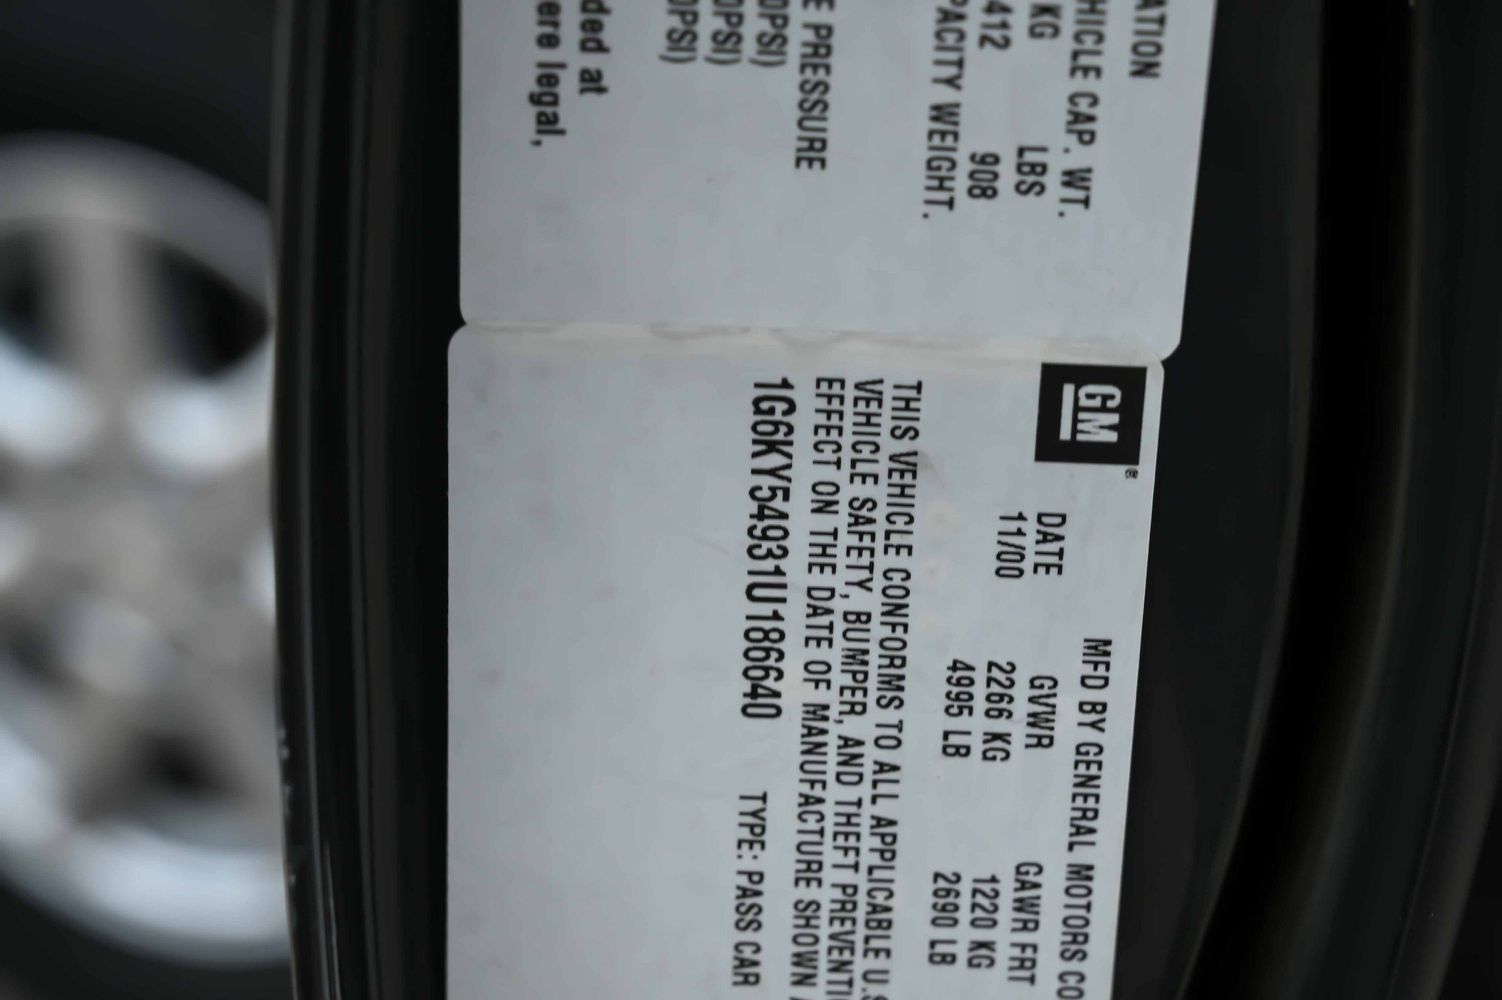 ATION
HICLE CAP. WT.
KG LBS
412 908
PACITY WEIGHT.
E PRESSURE
0PSI)
0PSI)
0PSI)
ded at
ere legal,
GM®
MFD BY GENERAL MOTORS CO
DATE GVWR GAWR FRT
11/00 2266 KG 1220 KG
4995 LB 2690 LB
THIS VEHICLE CONFORMS TO ALL APPLICABLE U.S
VEHICLE SAFETY, BUMPER, AND THEFT PREVENTI
EFFECT ON THE DATE OF MANUFACTURE SHOWN A
1G6KY54931U186640 TYPE: PASS CAR